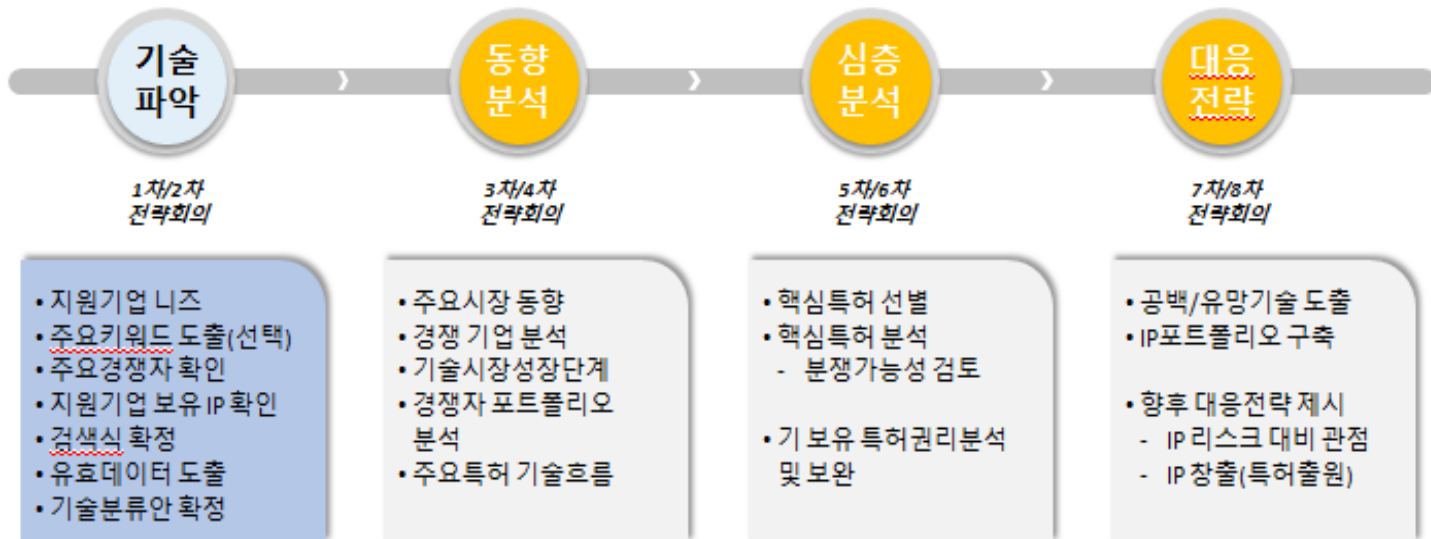 기술
파악
동향
분석
심층
분석
대응
전략
1차/2차
전략회의
3차/4차
전략회의
5차/6차
전략회의
7차/8차
전략회의
• 지원기업 니즈
• 주요키워드 도출(선택)
• 주요경쟁자 확인
• 지원기업 보유 IP 확인
• 검색식 확정
• 유효데이터 도출
• 기술분류안 확정
• 주요시장 동향
• 경쟁 기업 분석
• 기술시장성장단계
• 경쟁자 포트폴리오
분석
• 주요특허 기술흐름
• 핵심특허 선별
• 핵심특허 분석
- 분쟁가능성 검토
• 기 보유 특허권리분석
및 보완
• 공백/유망기술 도출
• IP포트폴리오 구축
• 향후 대응전략 제시
- IP 리스크 대비 관점
- IP 창출(특허출원)